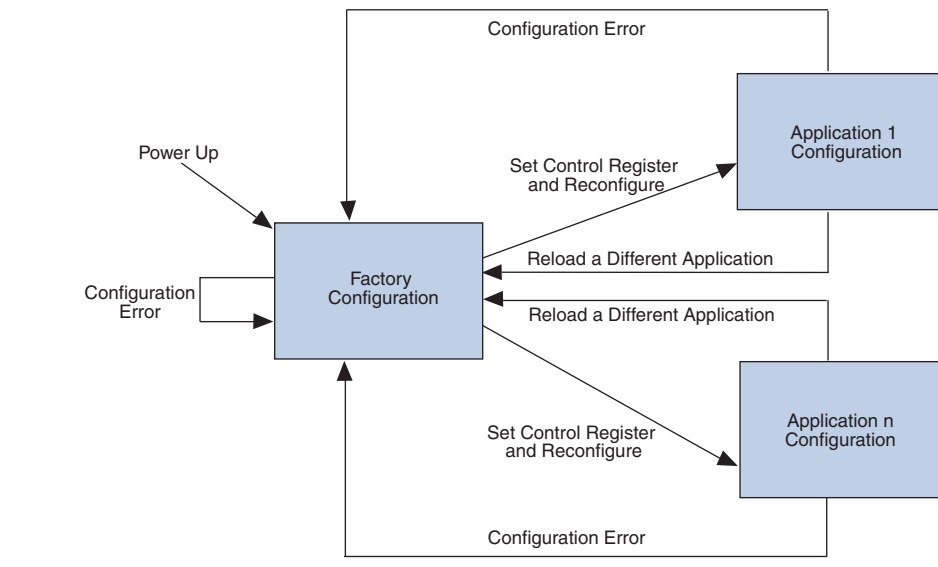 Configuration Error
Application 1
Configuration
Power Up
Set Control Register
and Reconfigure
Reload a Different Application
Factory
Configuration
Configuration
Error
Reload a Different Application
Application n
Configuration
Set Control Register
and Reconfigure
Configuration Error